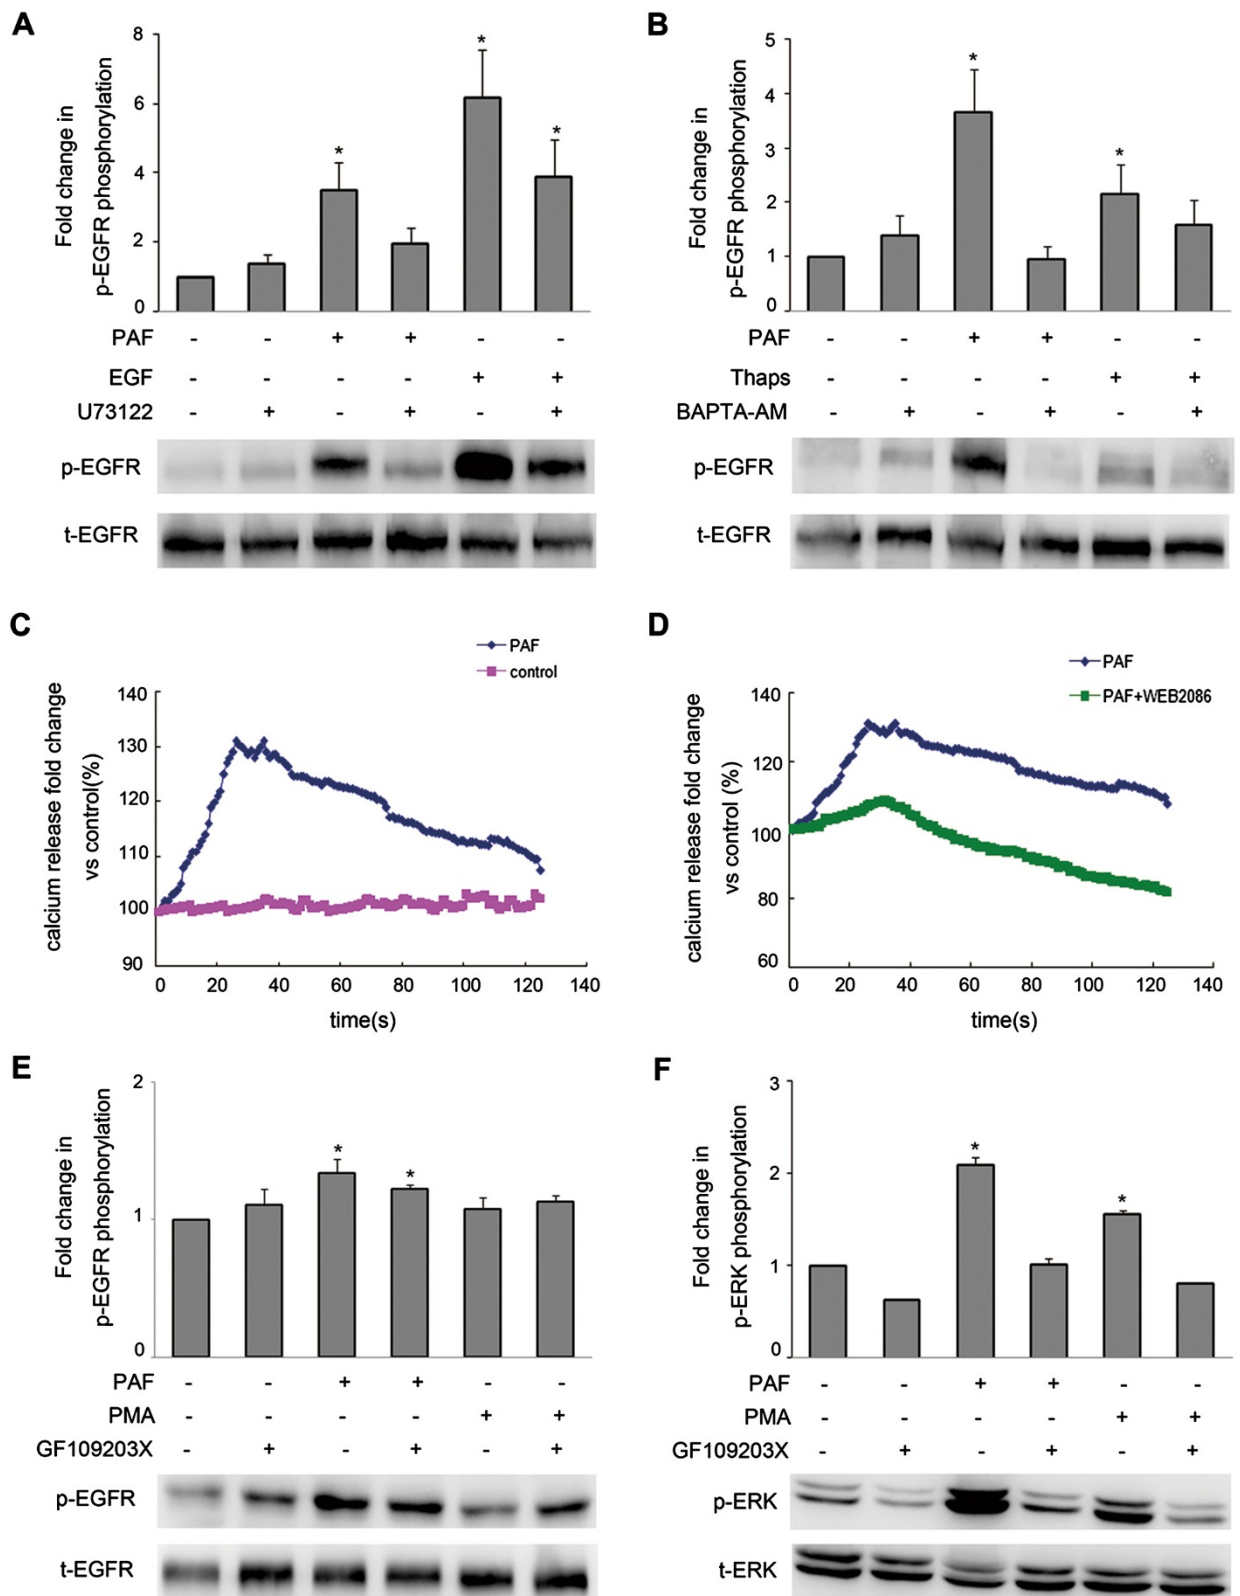 A
Fold change in
p-EGFR phosphorylation
8
6
4
2
0
* * *
PAF - - + + - -
EGF - - - - + +
U73122 - + - + - +
p-EGFR
t-EGFR
B
Fold change in
p-EGFR phosphorylation
5
4
3
2
1
0
* *
PAF - - + + - -
Thaps - - - - + +
BAPTA-AM - + - + - +
p-EGFR
t-EGFR
C
PAF
control
calcium release fold change
vs control(%)
140
130
120
110
100
90
0 20 40 60 80 100 120 140
time(s)
D
PAF
PAF+WEB2086
calcium release fold change
vs control (%)
140
120
100
80
60
0 20 40 60 80 100 120 140
time(s)
E
Fold change in
p-EGFR phosphorylation
2
1
0
* *
PAF - - + + - -
PMA - - - - + +
GF109203X - + - + - +
p-EGFR
t-EGFR
F
Fold change in
p-ERK phosphorylation
3
2
1
0
* *
PAF - - + + - -
PMA - - - - + +
GF109203X - + - + - +
p-ERK
t-ERK